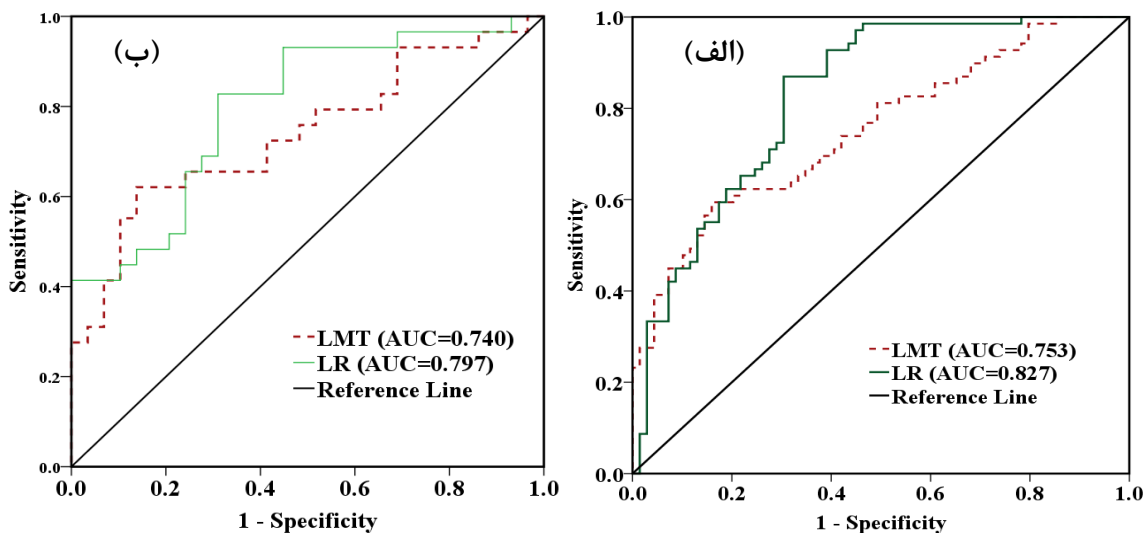 (ب)
Sensitivity
1.0
0.8
0.6
0.4
0.2
0.0
LMT (AUC=0.740)
LR (AUC=0.797)
Reference Line
0.0 0.2 0.4 0.6 0.8 1.0
1 - Specificity
(الف)
Sensitivity
1.0
0.8
0.6
0.4
0.2
0.0
LMT (AUC=0.753)
LR (AUC=0.827)
Reference Line
0.0 0.2 0.4 0.6 0.8 1.0
1 - Specificity